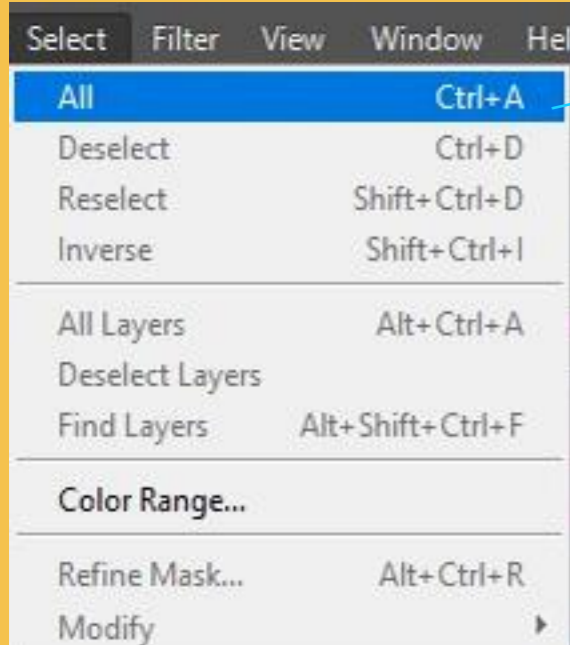 Select Filter View Window Hel
All Ctrl+A
Deselect Ctrl+D
Reselect Shift+Ctrl+D
Inverse Shift+Ctrl+I
All Layers Alt+Ctrl+A
Deselect Layers
Find Layers Alt+Shift+Ctrl+F
Color Range...
Refine Mask... Alt+Ctrl+R
Modify